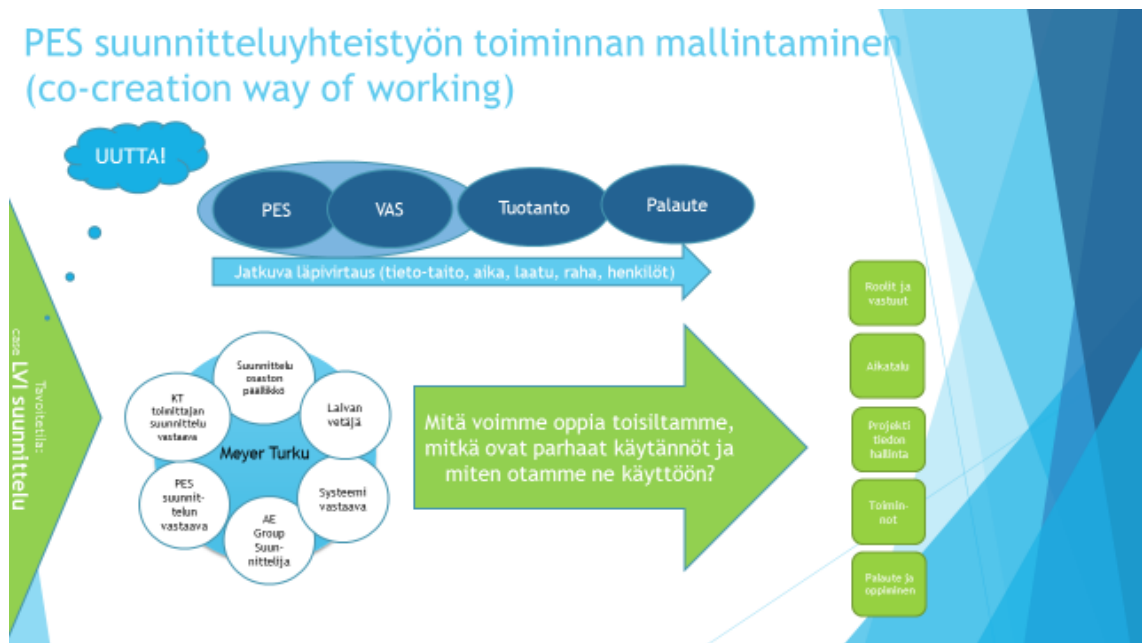 PES suunnitteluyhteistyön toiminnan mallintaminen
(co-creation way of working)
UUTTA!
PES
VAS
Tuotanto
Palaute
Jatkuva läpivirtaus (tieto-taito, aika, laatu, raha, henkilöt)
Tavoitetila:
case LVI suunnittelu
Suunnittelu
osaston
päällikkö
KT
toimittajan
suunnittelu
vastaava
Laivan
vetäjä
Meyer Turku
PES
suunnit-
telun
vastaava
Systeemi
vastaava
AE
Group
Suun-
nittelija
Mitä voimme oppia toisiltamme,
mitkä ovat parhaat käytännöt ja
miten otamme ne käyttöön?
Roolit ja
vastuut
Aikatalu
Projekti
tiedon
hallinta
Toimin-
not
Palaute ja
oppiminen